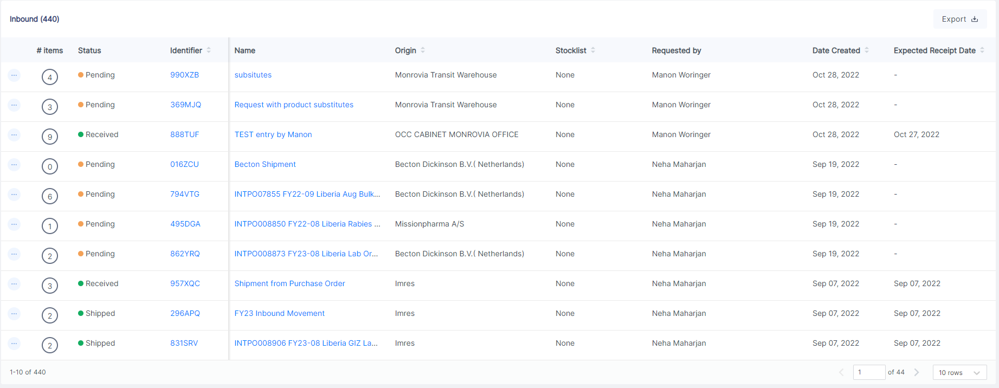 Inbound (440)
Export
# items Status Identifier Name Origin Stocklist Requested by Date Created Expected Receipt Date
... 4 Pending 990XZB subsitutes Monrovia Transit Warehouse None Manon Woringer Oct 28, 2022 -
... 3 Pending 369MJQ Request with product substitutes Monrovia Transit Warehouse None Manon Woringer Oct 28, 2022 -
... 9 Received 888TUF TEST entry by Manon OCC CABINET MONROVIA OFFICE None Manon Woringer Oct 28, 2022 Oct 27, 2022
... 0 Pending 016ZCU Becton Shipment Becton Dickinson B.V.( Netherlands) None Neha Maharjan Sep 19, 2022 -
... 6 Pending 794VTG INTPO07855 FY22-09 Liberia Aug Bulk... Becton Dickinson B.V.( Netherlands) None Neha Maharjan Sep 19, 2022 -
... 1 Pending 495DGA INTPO008850 FY22-08 Liberia Rabies ... Missionpharma A/S None Neha Maharjan Sep 19, 2022 -
... 2 Pending 862YRQ INTPO008873 FY23-08 Liberia Lab Or... Becton Dickinson B.V.( Netherlands) None Neha Maharjan Sep 19, 2022 -
... 3 Received 957XQC Shipment from Purchase Order Imres None Neha Maharjan Sep 07, 2022 Sep 07, 2022
... 2 Shipped 296APQ FY23 Inbound Movement Imres None Neha Maharjan Sep 07, 2022 Sep 07, 2022
... 2 Shipped 831SRV INTPO008906 FY23-08 Liberia GIZ La... Imres None Neha Maharjan Sep 07, 2022 Sep 07, 2022
1-10 of 440 1 of 44 10 rows